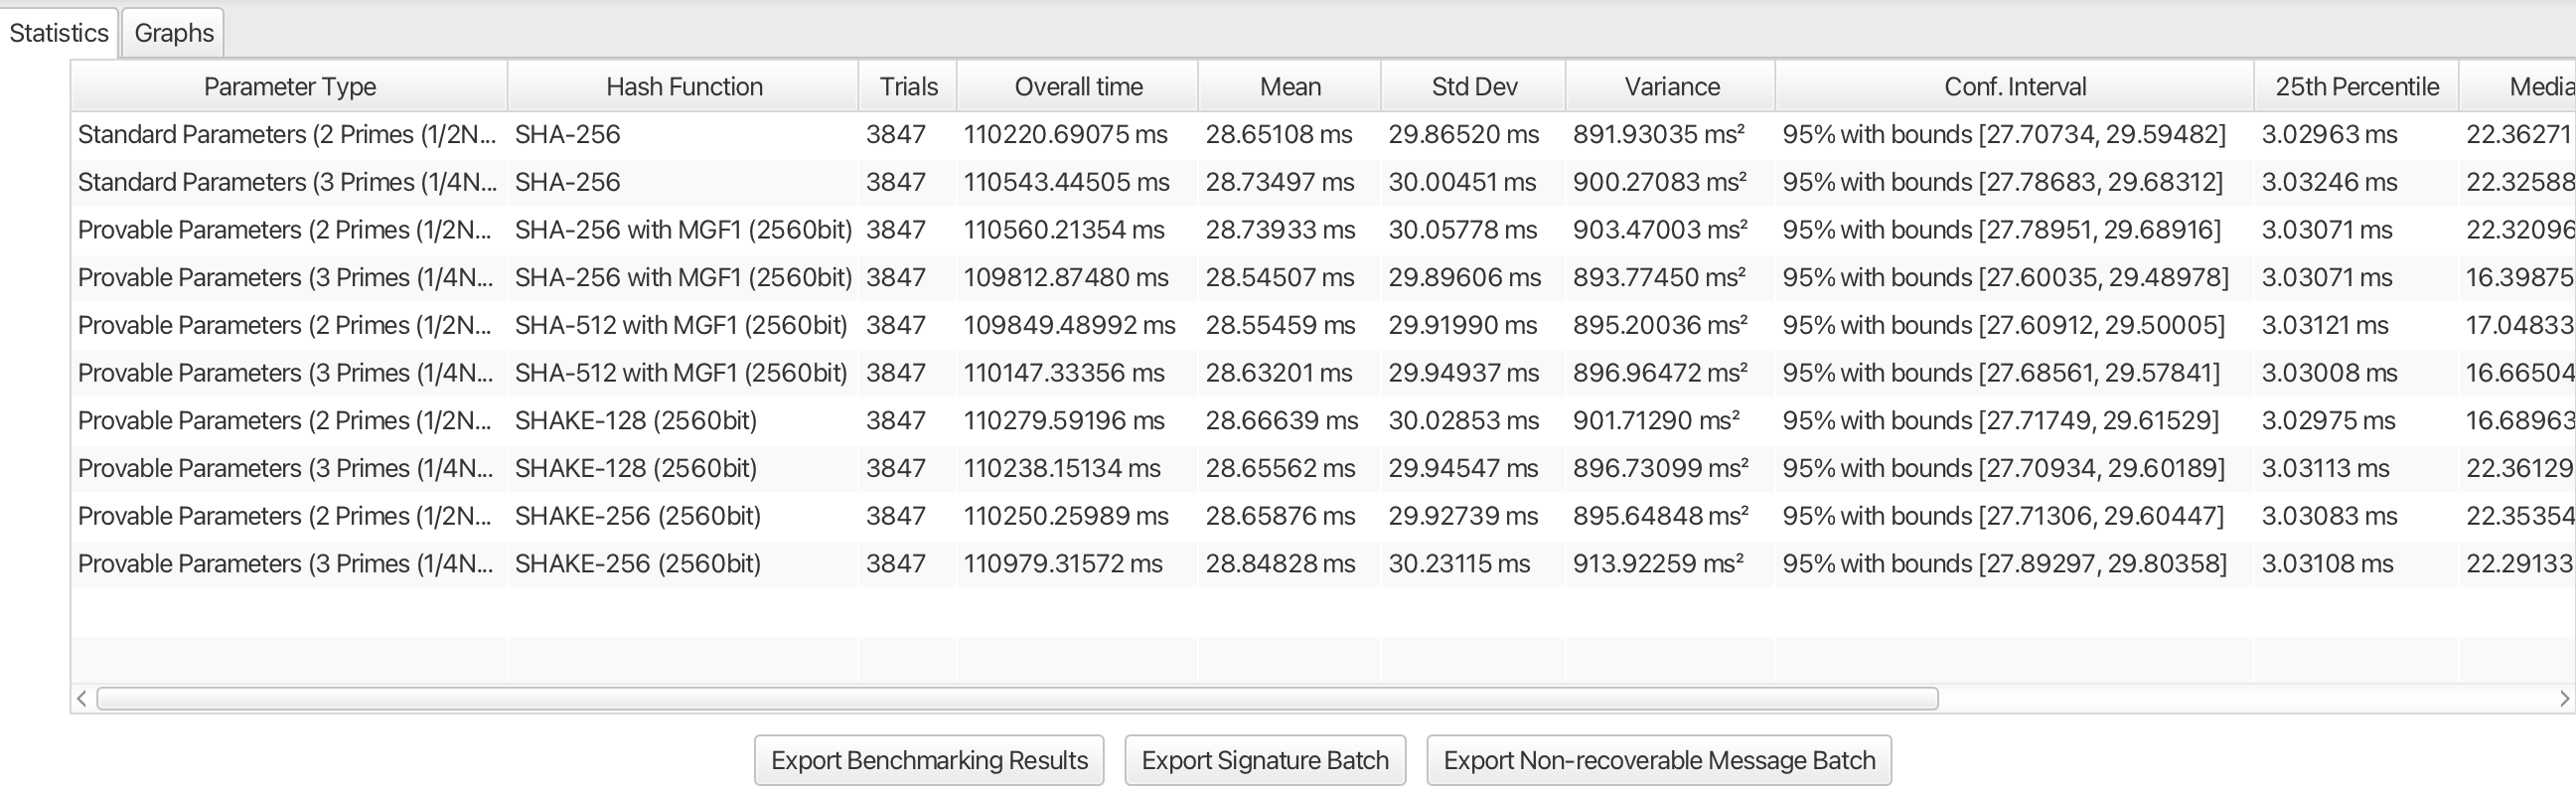 Statistics Graphs
Parameter Type Hash Function Trials Overall time Mean Std Dev Variance Conf. Interval 25th Percentile Media
Standard Parameters (2 Primes (1/2N... SHA-256 3847 110220.69075 ms 28.65108 ms 29.86520 ms 891.93035 ms² 95% with bounds [27.70734, 29.59482] 3.02963 ms 22.36271
Standard Parameters (3 Primes (1/4N... SHA-256 3847 110543.44505 ms 28.73497 ms 30.00451 ms 900.27083 ms² 95% with bounds [27.78683, 29.68312] 3.03246 ms 22.32588
Provable Parameters (2 Primes (1/2N... SHA-256 with MGF1 (2560bit) 3847 110560.21354 ms 28.73933 ms 30.05778 ms 903.47003 ms² 95% with bounds [27.78951, 29.68916] 3.03071 ms 22.32096
Provable Parameters (3 Primes (1/4N... SHA-256 with MGF1 (2560bit) 3847 109812.87480 ms 28.54507 ms 29.89606 ms 893.77450 ms² 95% with bounds [27.60035, 29.48978] 3.03071 ms 16.39875
Provable Parameters (2 Primes (1/2N... SHA-512 with MGF1 (2560bit) 3847 109849.48992 ms 28.55459 ms 29.91990 ms 895.20036 ms² 95% with bounds [27.60912, 29.50005] 3.03121 ms 17.04833
Provable Parameters (3 Primes (1/4N... SHA-512 with MGF1 (2560bit) 3847 110147.33356 ms 28.63201 ms 29.94937 ms 896.96472 ms² 95% with bounds [27.68561, 29.57841] 3.03008 ms 16.66504
Provable Parameters (2 Primes (1/2N... SHAKE-128 (2560bit) 3847 110279.59196 ms 28.66639 ms 30.02853 ms 901.71290 ms² 95% with bounds [27.71749, 29.61529] 3.02975 ms 16.68963
Provable Parameters (3 Primes (1/4N... SHAKE-128 (2560bit) 3847 110238.15134 ms 28.65562 ms 29.94547 ms 896.73099 ms² 95% with bounds [27.70934, 29.60189] 3.03113 ms 22.36129
Provable Parameters (2 Primes (1/2N... SHAKE-256 (2560bit) 3847 110250.25989 ms 28.65876 ms 29.92739 ms 895.64848 ms² 95% with bounds [27.71306, 29.60447] 3.03083 ms 22.35354
Provable Parameters (3 Primes (1/4N... SHAKE-256 (2560bit) 3847 110979.31572 ms 28.84828 ms 30.23115 ms 913.92259 ms² 95% with bounds [27.89297, 29.80358] 3.03108 ms 22.29133
Export Benchmarking Results Export Signature Batch Export Non-recoverable Message Batch